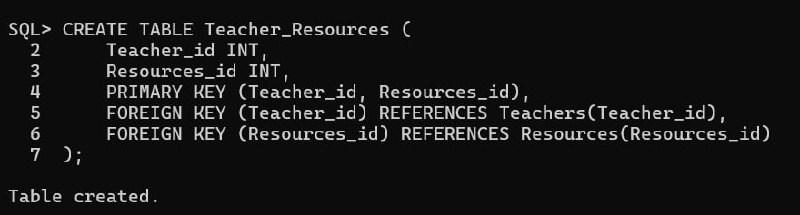 SQL> CREATE TABLE Teacher_Resources (
  2      Teacher_id INT,
  3      Resources_id INT,
  4      PRIMARY KEY (Teacher_id, Resources_id),
  5      FOREIGN KEY (Teacher_id) REFERENCES Teachers(Teacher_id),
  6      FOREIGN KEY (Resources_id) REFERENCES Resources(Resources_id)
  7  );
Table created.